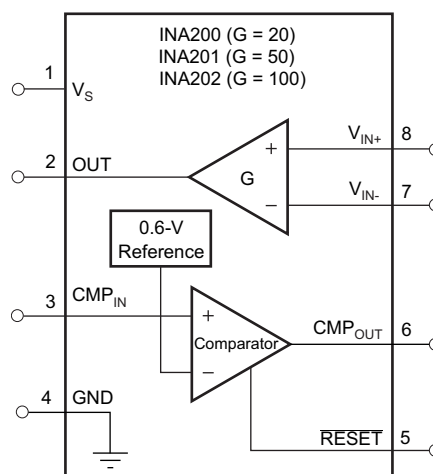 INA200 (G = 20)
INA201 (G = 50)
INA202 (G = 100)
1
V_S
2
OUT
V_IN+
8
G
+
−
V_IN-
7
0.6-V
Reference
3
CMP_IN
+
Comparator
−
CMP_OUT
6
4
GND
R̅E̅S̅E̅T̅
5